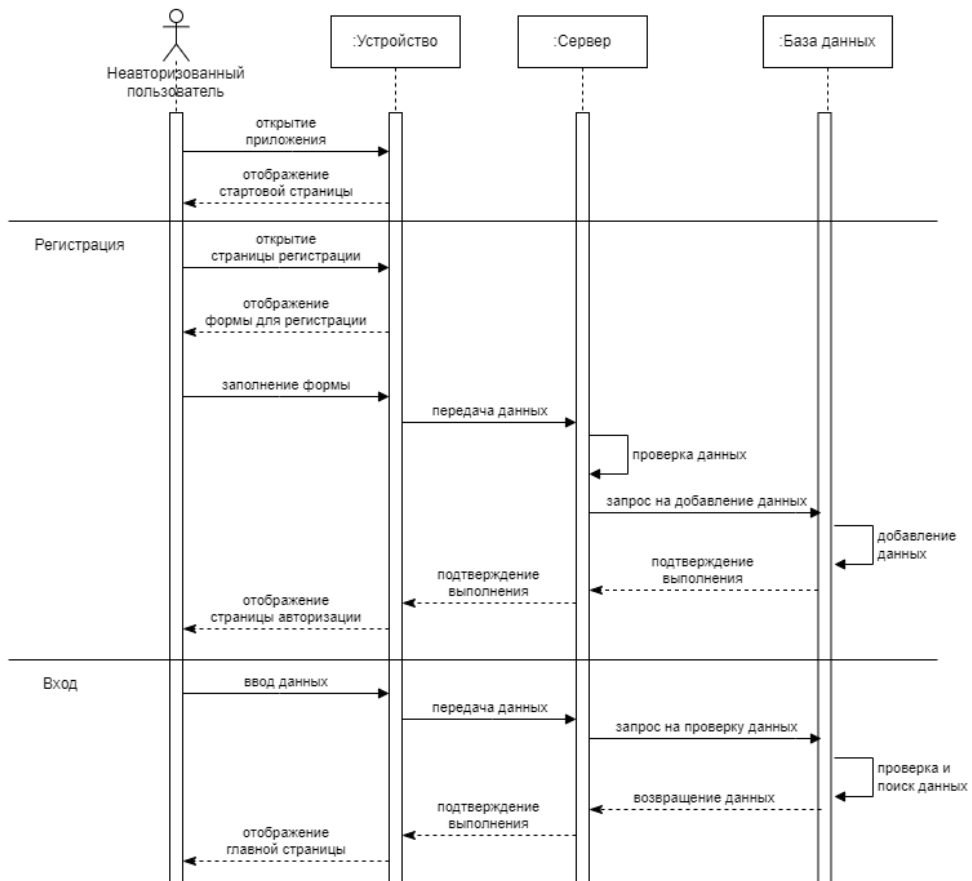 :Устройство
:Сервер
:База данных
Неавторизованный
пользователь
открытие
приложения
отображение
стартовой страницы
Регистрация
открытие
страницы регистрации
отображение
формы для регистрации
заполнение формы
передача данных
проверка данных
запрос на добавление данных
добавление
данных
подтверждение
выполнения
подтверждение
выполнения
отображение
страницы авторизации
Вход
ввод данных
передача данных
запрос на проверку данных
проверка и
поиск данных
возвращение данных
подтверждение
выполнения
отображение
главной страницы